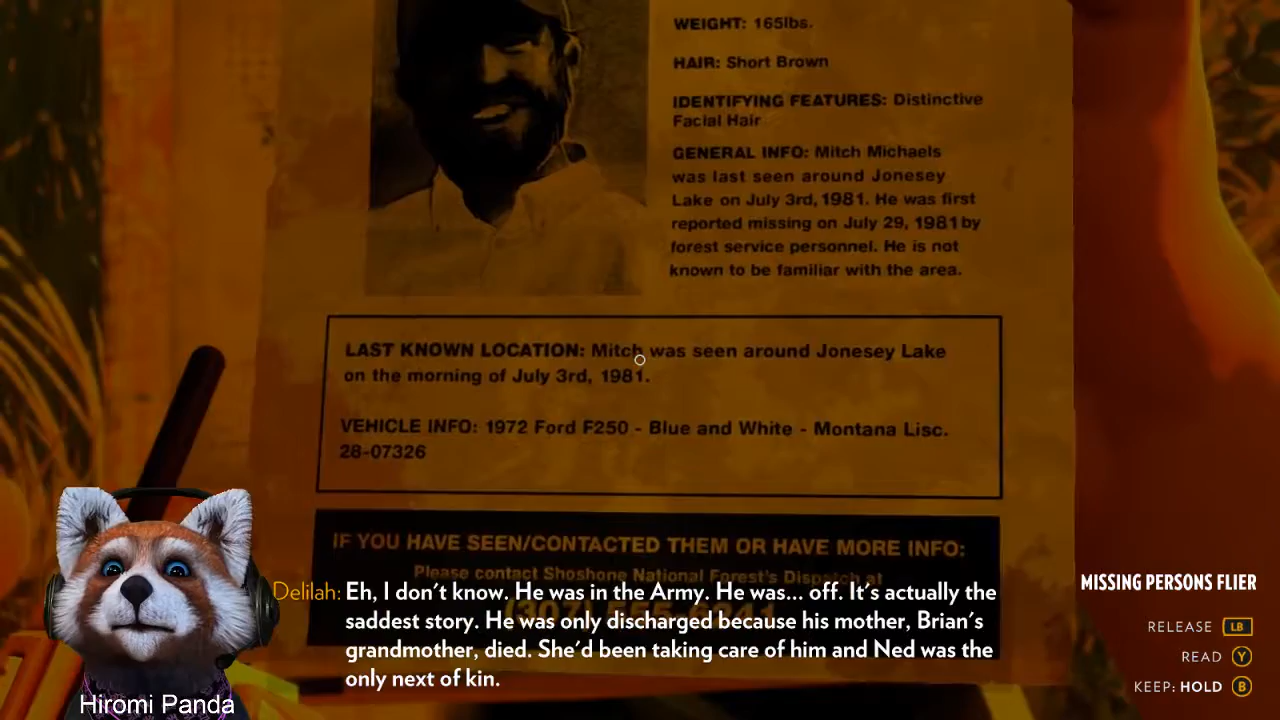 WEIGHT: 165lbs.
HAIR: Short Brown
IDENTIFYING FEATURES: Distinctive
Facial Hair
GENERAL INFO: Mitch Michaels
was last seen around Jonesey
Lake on July 3rd, 1981. He was first
reported missing on July 29, 1981 by
forest service personnel. He is not
known to be familiar with the area.
LAST KNOWN LOCATION: Mitch was seen around Jonesey Lake
on the morning of July 3rd, 1981.
VEHICLE INFO: 1972 Ford F250 - Blue and White - Montana Lisc.
28-07326
IF YOU HAVE SEEN/CONTACTED THEM OR HAVE MORE INFO:
Please contact Shoshone National Forest's Dispatch at
Delilah: Eh, I don't know. He was in the Army. He was... off. It's actually the
saddest story. He was only discharged because his mother, Brian's
grandmother, died. She'd been taking care of him and Ned was the
only next of kin.
MISSING PERSONS FLIER
RELEASE LB
READ Y
KEEP: HOLD B
Hiromi Panda